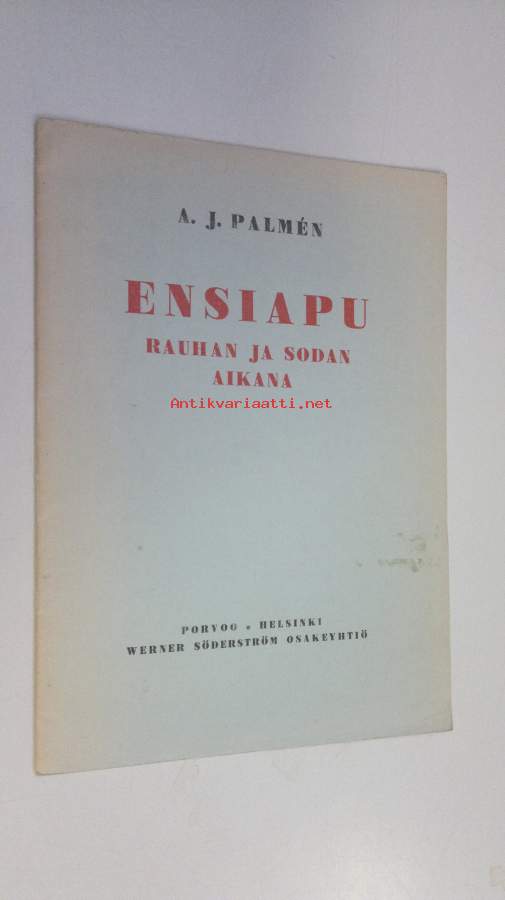 A. J. PALMÉN
ENSIAPU
RAUHAN JA SODAN
AIKANA
Antikvariaatti.net
PORVOO • HELSINKI
WERNER SÖDERSTRÖM OSAKEYHTIÖ